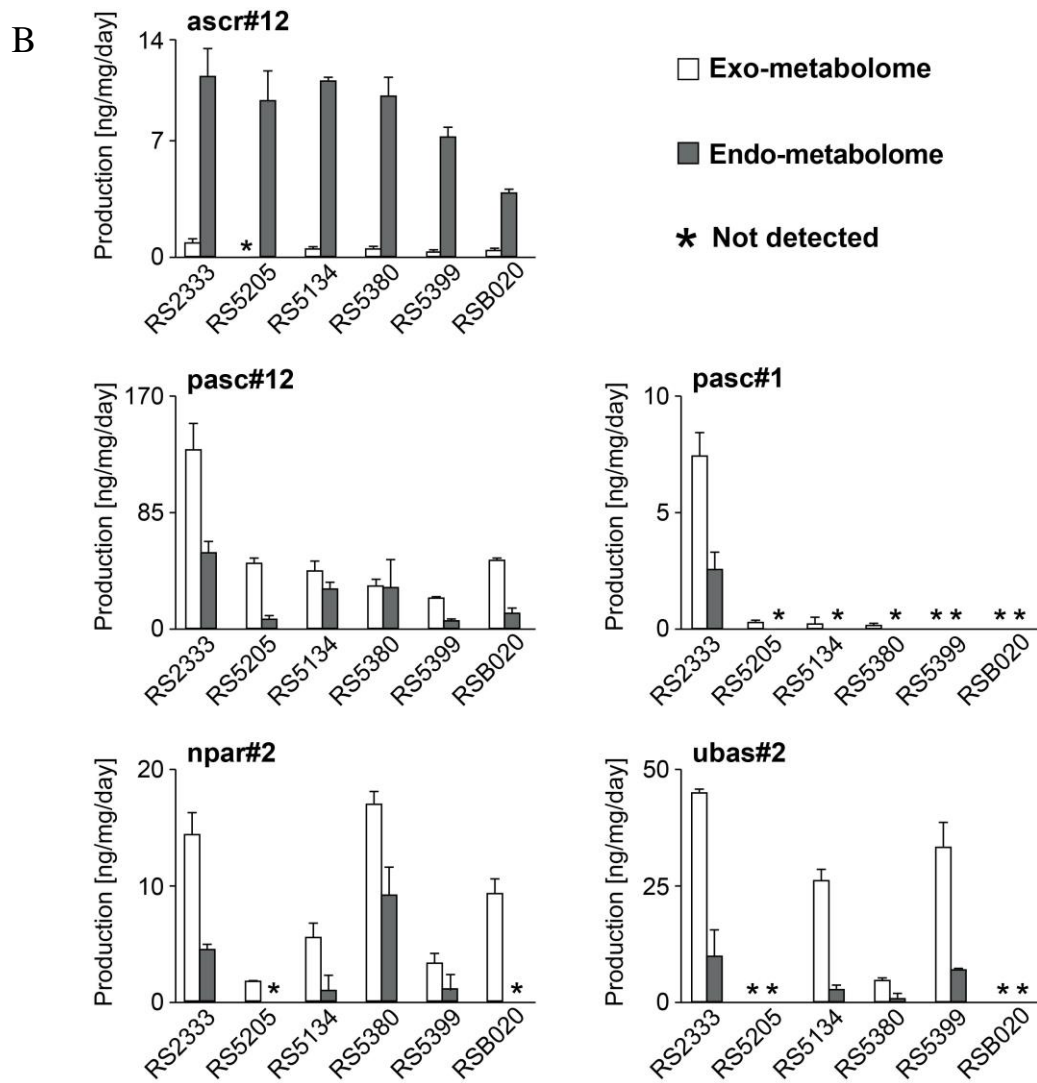 B
ascr#12
Production [ng/mg/day]
14
7
0
*
RS2333
RS5205
RS5134
RS5380
RS5399
RSB020
Exo-metabolome
Endo-metabolome
* Not detected
pasc#12
Production [ng/mg/day]
170
85
0
RS2333
RS5205
RS5134
RS5380
RS5399
RSB020
pasc#1
Production [ng/mg/day]
10
5
0
* * * * * * *
RS2333
RS5205
RS5134
RS5380
RS5399
RSB020
npar#2
Production [ng/mg/day]
20
10
0
* *
RS2333
RS5205
RS5134
RS5380
RS5399
RSB020
ubas#2
Production [ng/mg/day]
50
25
0
* * * *
RS2333
RS5205
RS5134
RS5380
RS5399
RSB020